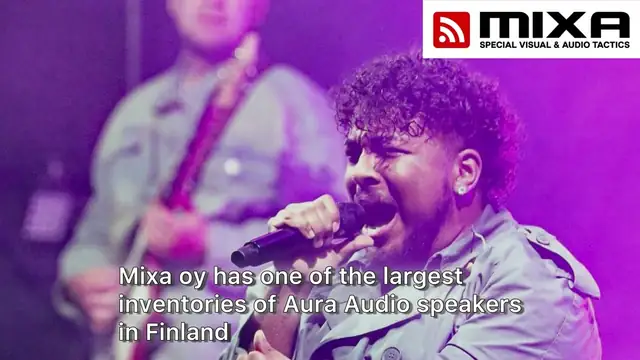 MIXA
SPECIAL VISUAL & AUDIO TACTICS
Mixa oy has one of the largest
inventories of Aura Audio speakers
in Finland